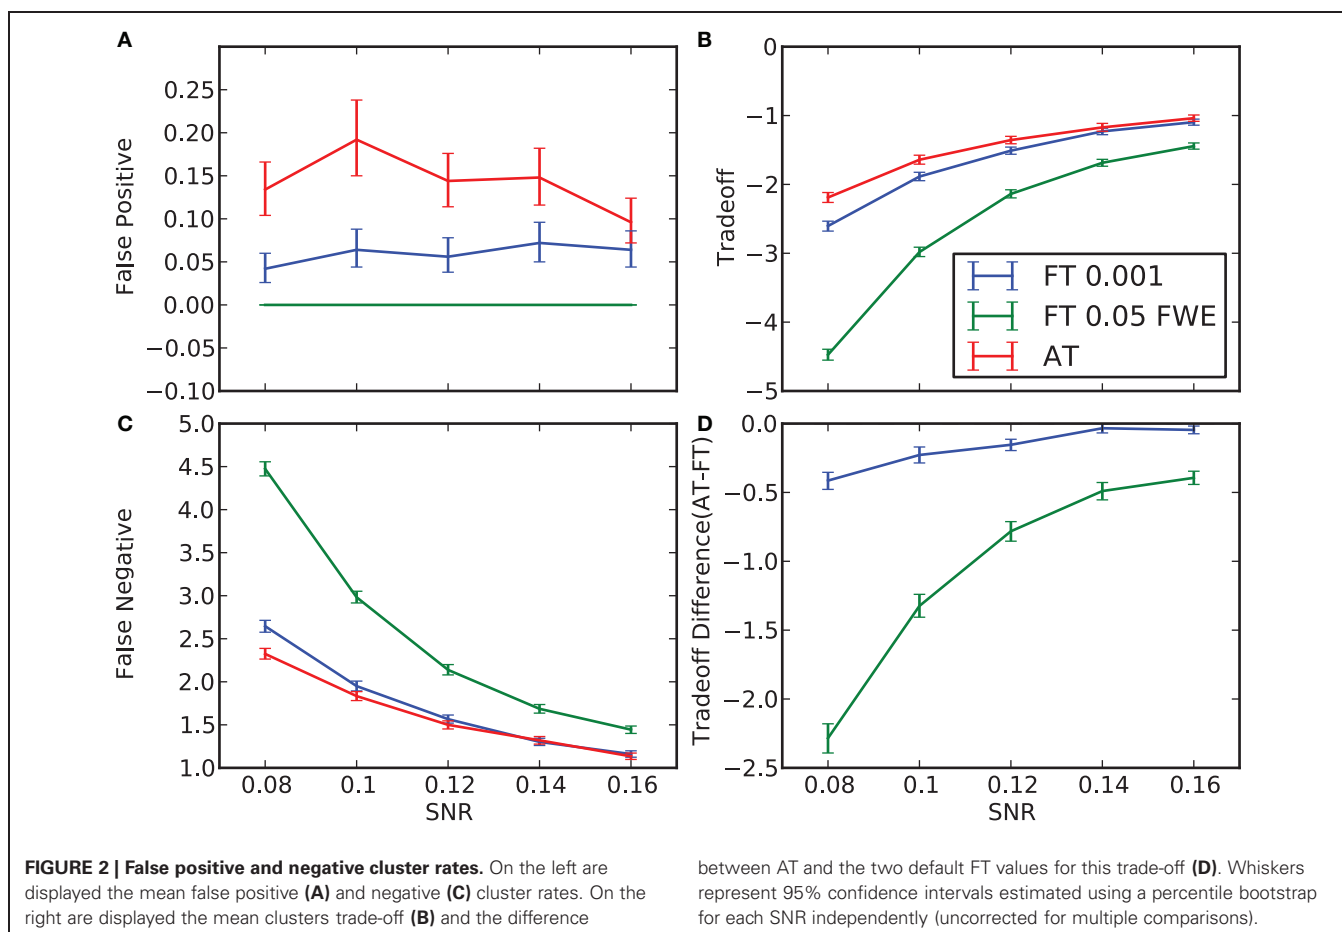 A
0.25
0.20
0.15
0.10
0.05
0.00
−0.05
−0.10
False Positive
B
0
−1
−2
−3
−4
−5
Tradeoff
FT 0.001
FT 0.05 FWE
AT
C
5.0
4.5
4.0
3.5
3.0
2.5
2.0
1.5
1.0
False Negative
0.08 0.1 0.12 0.14 0.16
SNR
D
0.0
−0.5
−1.0
−1.5
−2.0
−2.5
Tradeoff Difference(AT-FT)
0.08 0.1 0.12 0.14 0.16
SNR
FIGURE 2 | False positive and negative cluster rates. On the left are
displayed the mean false positive (A) and negative (C) cluster rates. On the
right are displayed the mean clusters trade-off (B) and the difference
between AT and the two default FT values for this trade-off (D). Whiskers
represent 95% confidence intervals estimated using a percentile bootstrap
for each SNR independently (uncorrected for multiple comparisons).